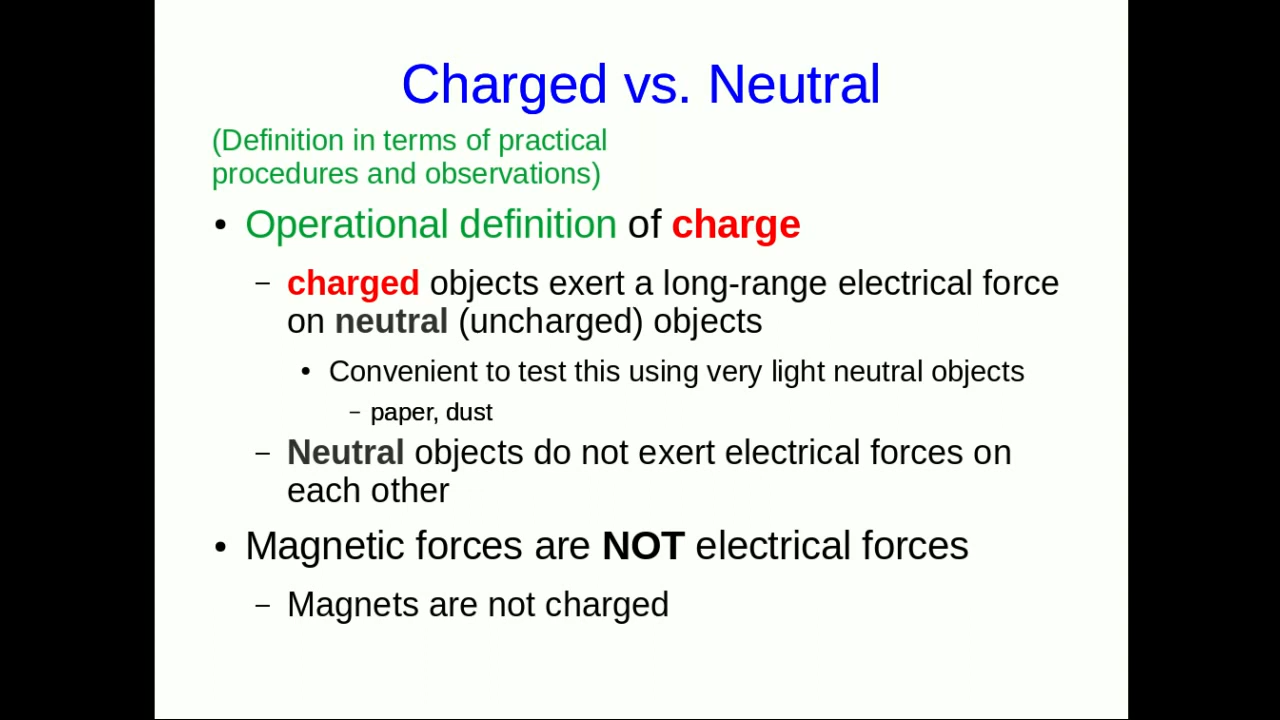 Charged vs. Neutral
(Definition in terms of practical
procedures and observations)
• Operational definition of charge
– charged objects exert a long-range electrical force
on neutral (uncharged) objects
• Convenient to test this using very light neutral objects
– paper, dust
– Neutral objects do not exert electrical forces on
each other
• Magnetic forces are NOT electrical forces
– Magnets are not charged